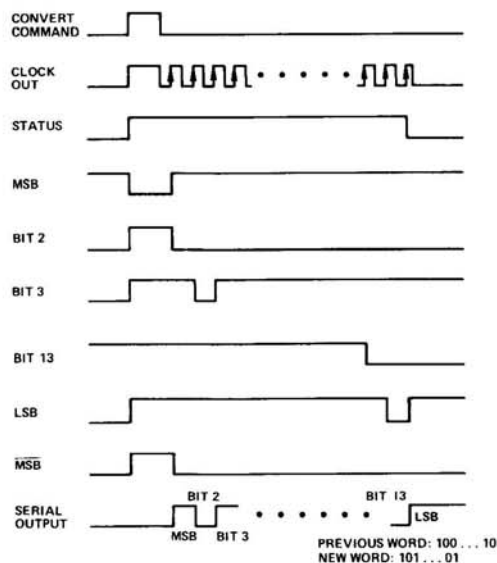 CONVERT
COMMAND
CLOCK
OUT
STATUS
MSB
BIT 2
BIT 3
BIT 13
LSB
MSB
BIT 2
BIT 13
SERIAL
OUTPUT
MSB
BIT 3
LSB
PREVIOUS WORD: 100 . . . 10
NEW WORD: 101 . . . 01